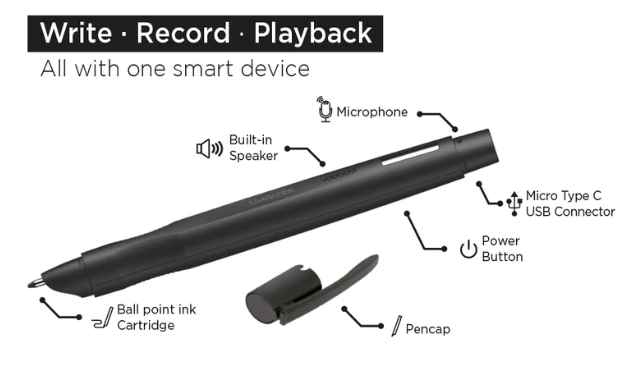 Write · Record · Playback
All with one smart device
Microphone
Built-in
Speaker
Livescribe
Micro Type C
USB Connector
Power
Button
Ball point ink
Cartridge
Pencap